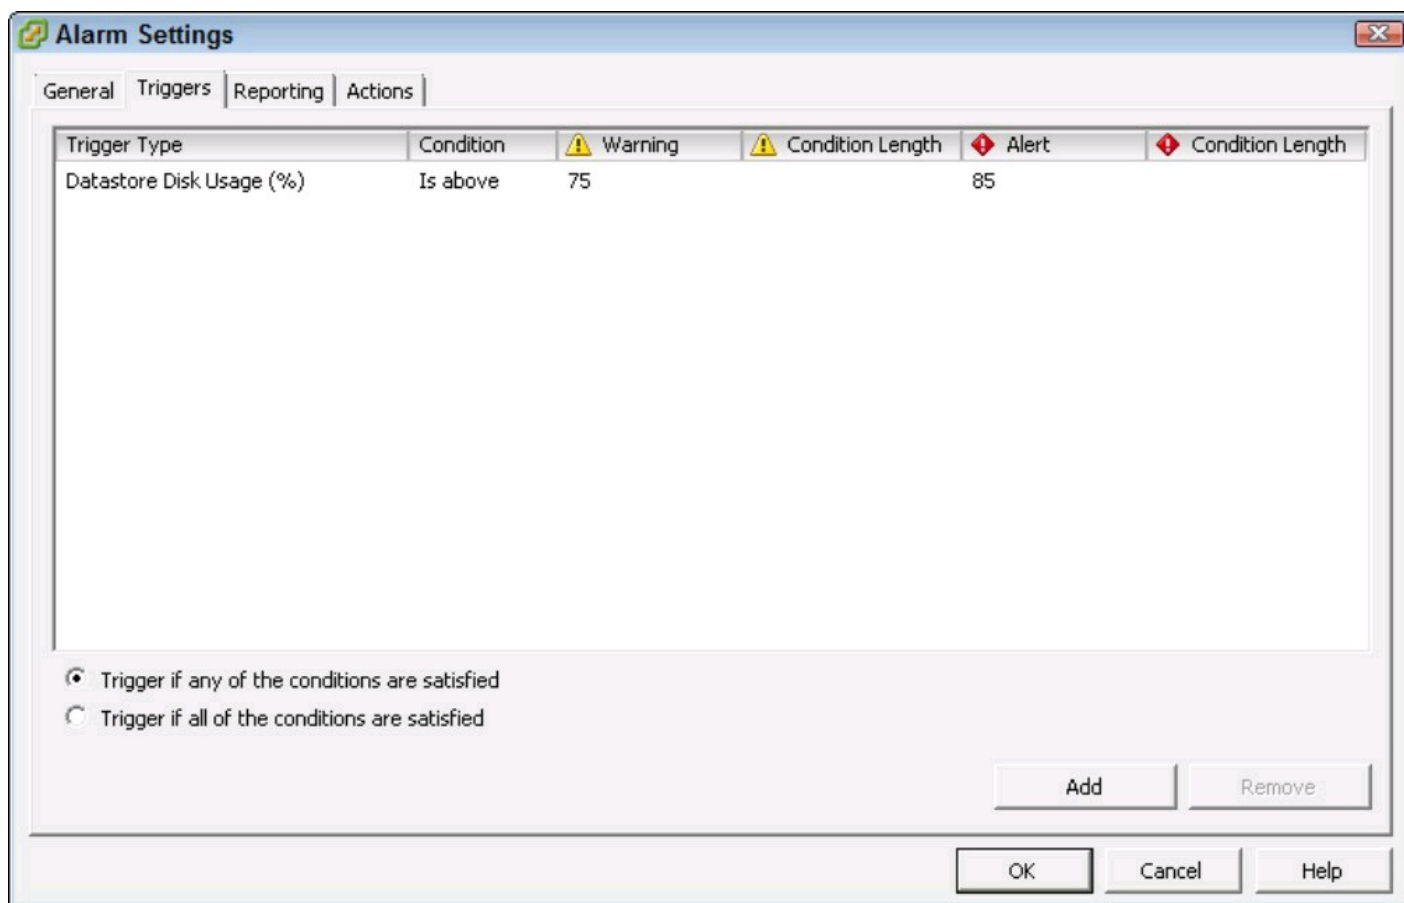 Alarm Settings
General Triggers Reporting Actions
Trigger Type Condition Warning Condition Length Alert Condition Length
Datastore Disk Usage (%) Is above 75 85
Trigger if any of the conditions are satisfied
Trigger if all of the conditions are satisfied
Add Remove
OK Cancel Help